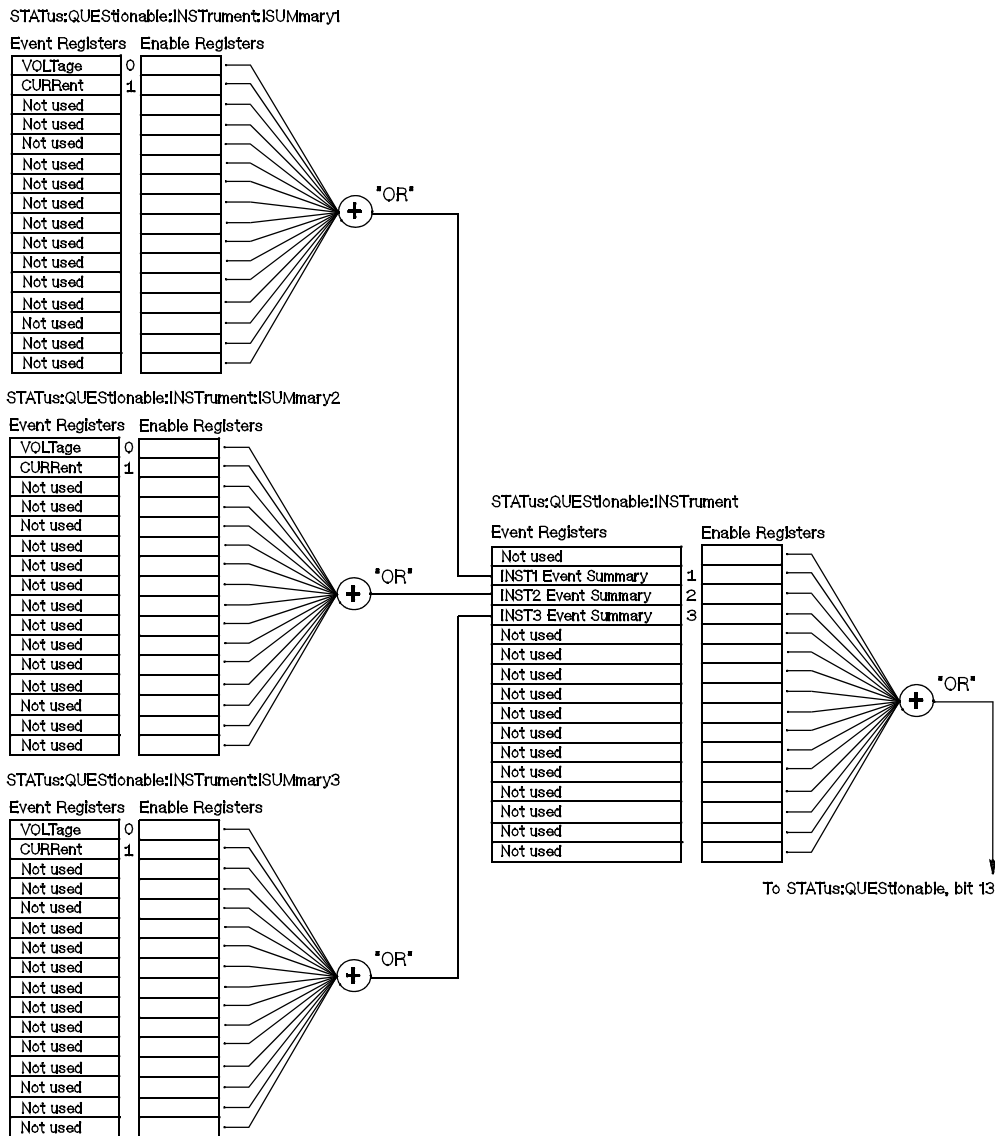 STATus:QUEStionable:INSTrument:ISUMmary1
Event Registers Enable Registers
VOLTage 0
CURRent 1
Not used
Not used
Not used
Not used
Not used
Not used
Not used
Not used
Not used
Not used
Not used
Not used
Not used
Not used
"OR"
+
STATus:QUEStionable:INSTrument:ISUMmary2
Event Registers Enable Registers
VOLTage 0
CURRent 1
Not used
Not used
Not used
Not used
Not used
Not used
Not used
Not used
Not used
Not used
Not used
Not used
Not used
Not used
"OR"
+
STATus:QUEStionable:INSTrument:ISUMmary3
Event Registers Enable Registers
VOLTage 0
CURRent 1
Not used
Not used
Not used
Not used
Not used
Not used
Not used
Not used
Not used
Not used
Not used
Not used
Not used
Not used
"OR"
+
STATus:QUEStionable:INSTrument
Event Registers Enable Registers
Not used
INST1 Event Summary 1
INST2 Event Summary 2
INST3 Event Summary 3
Not used
Not used
Not used
Not used
Not used
Not used
Not used
Not used
Not used
Not used
Not used
Not used
"OR"
+
To STATus:QUEStionable, bit 13